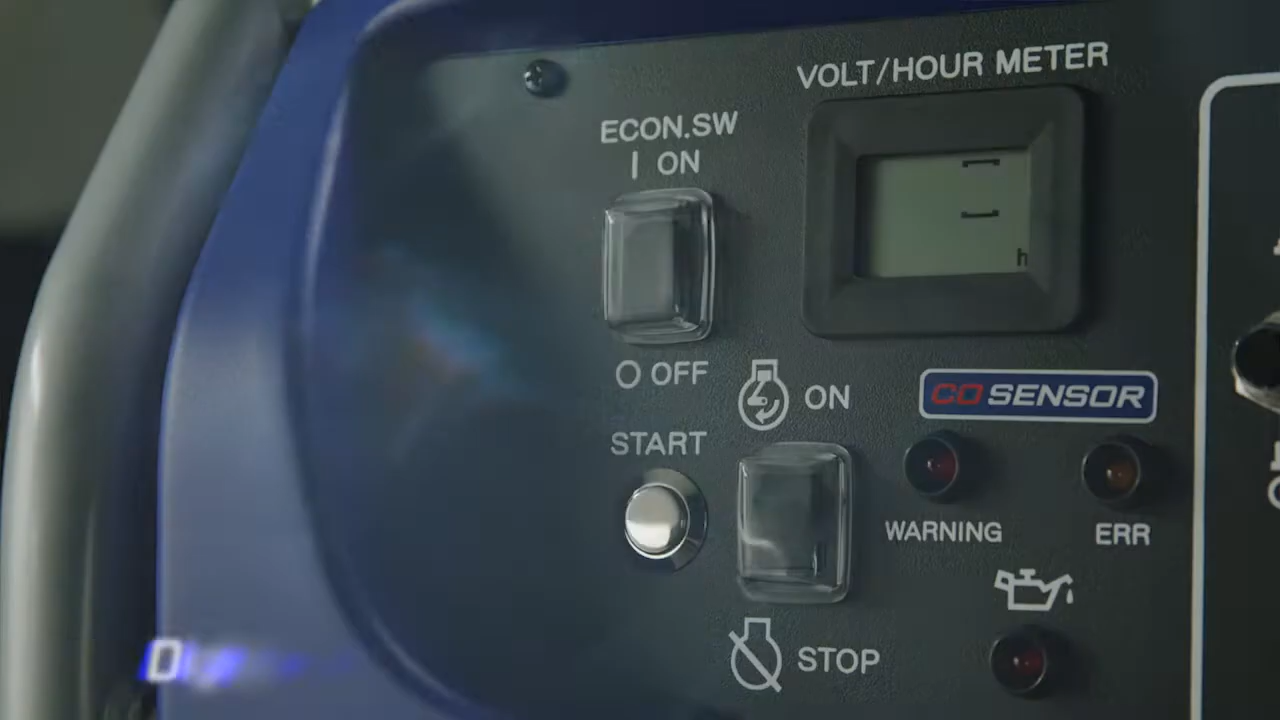 VOLT/HOUR METER
ECON.SW
I ON
h
O OFF
ON
CO SENSOR
START
WARNING
ERR
STOP
D